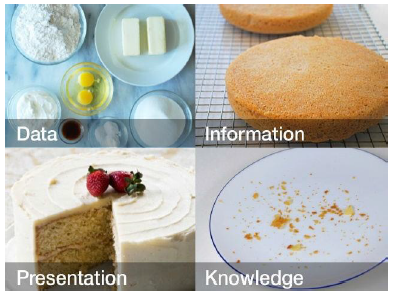 Data
Information
Presentation
Knowledge